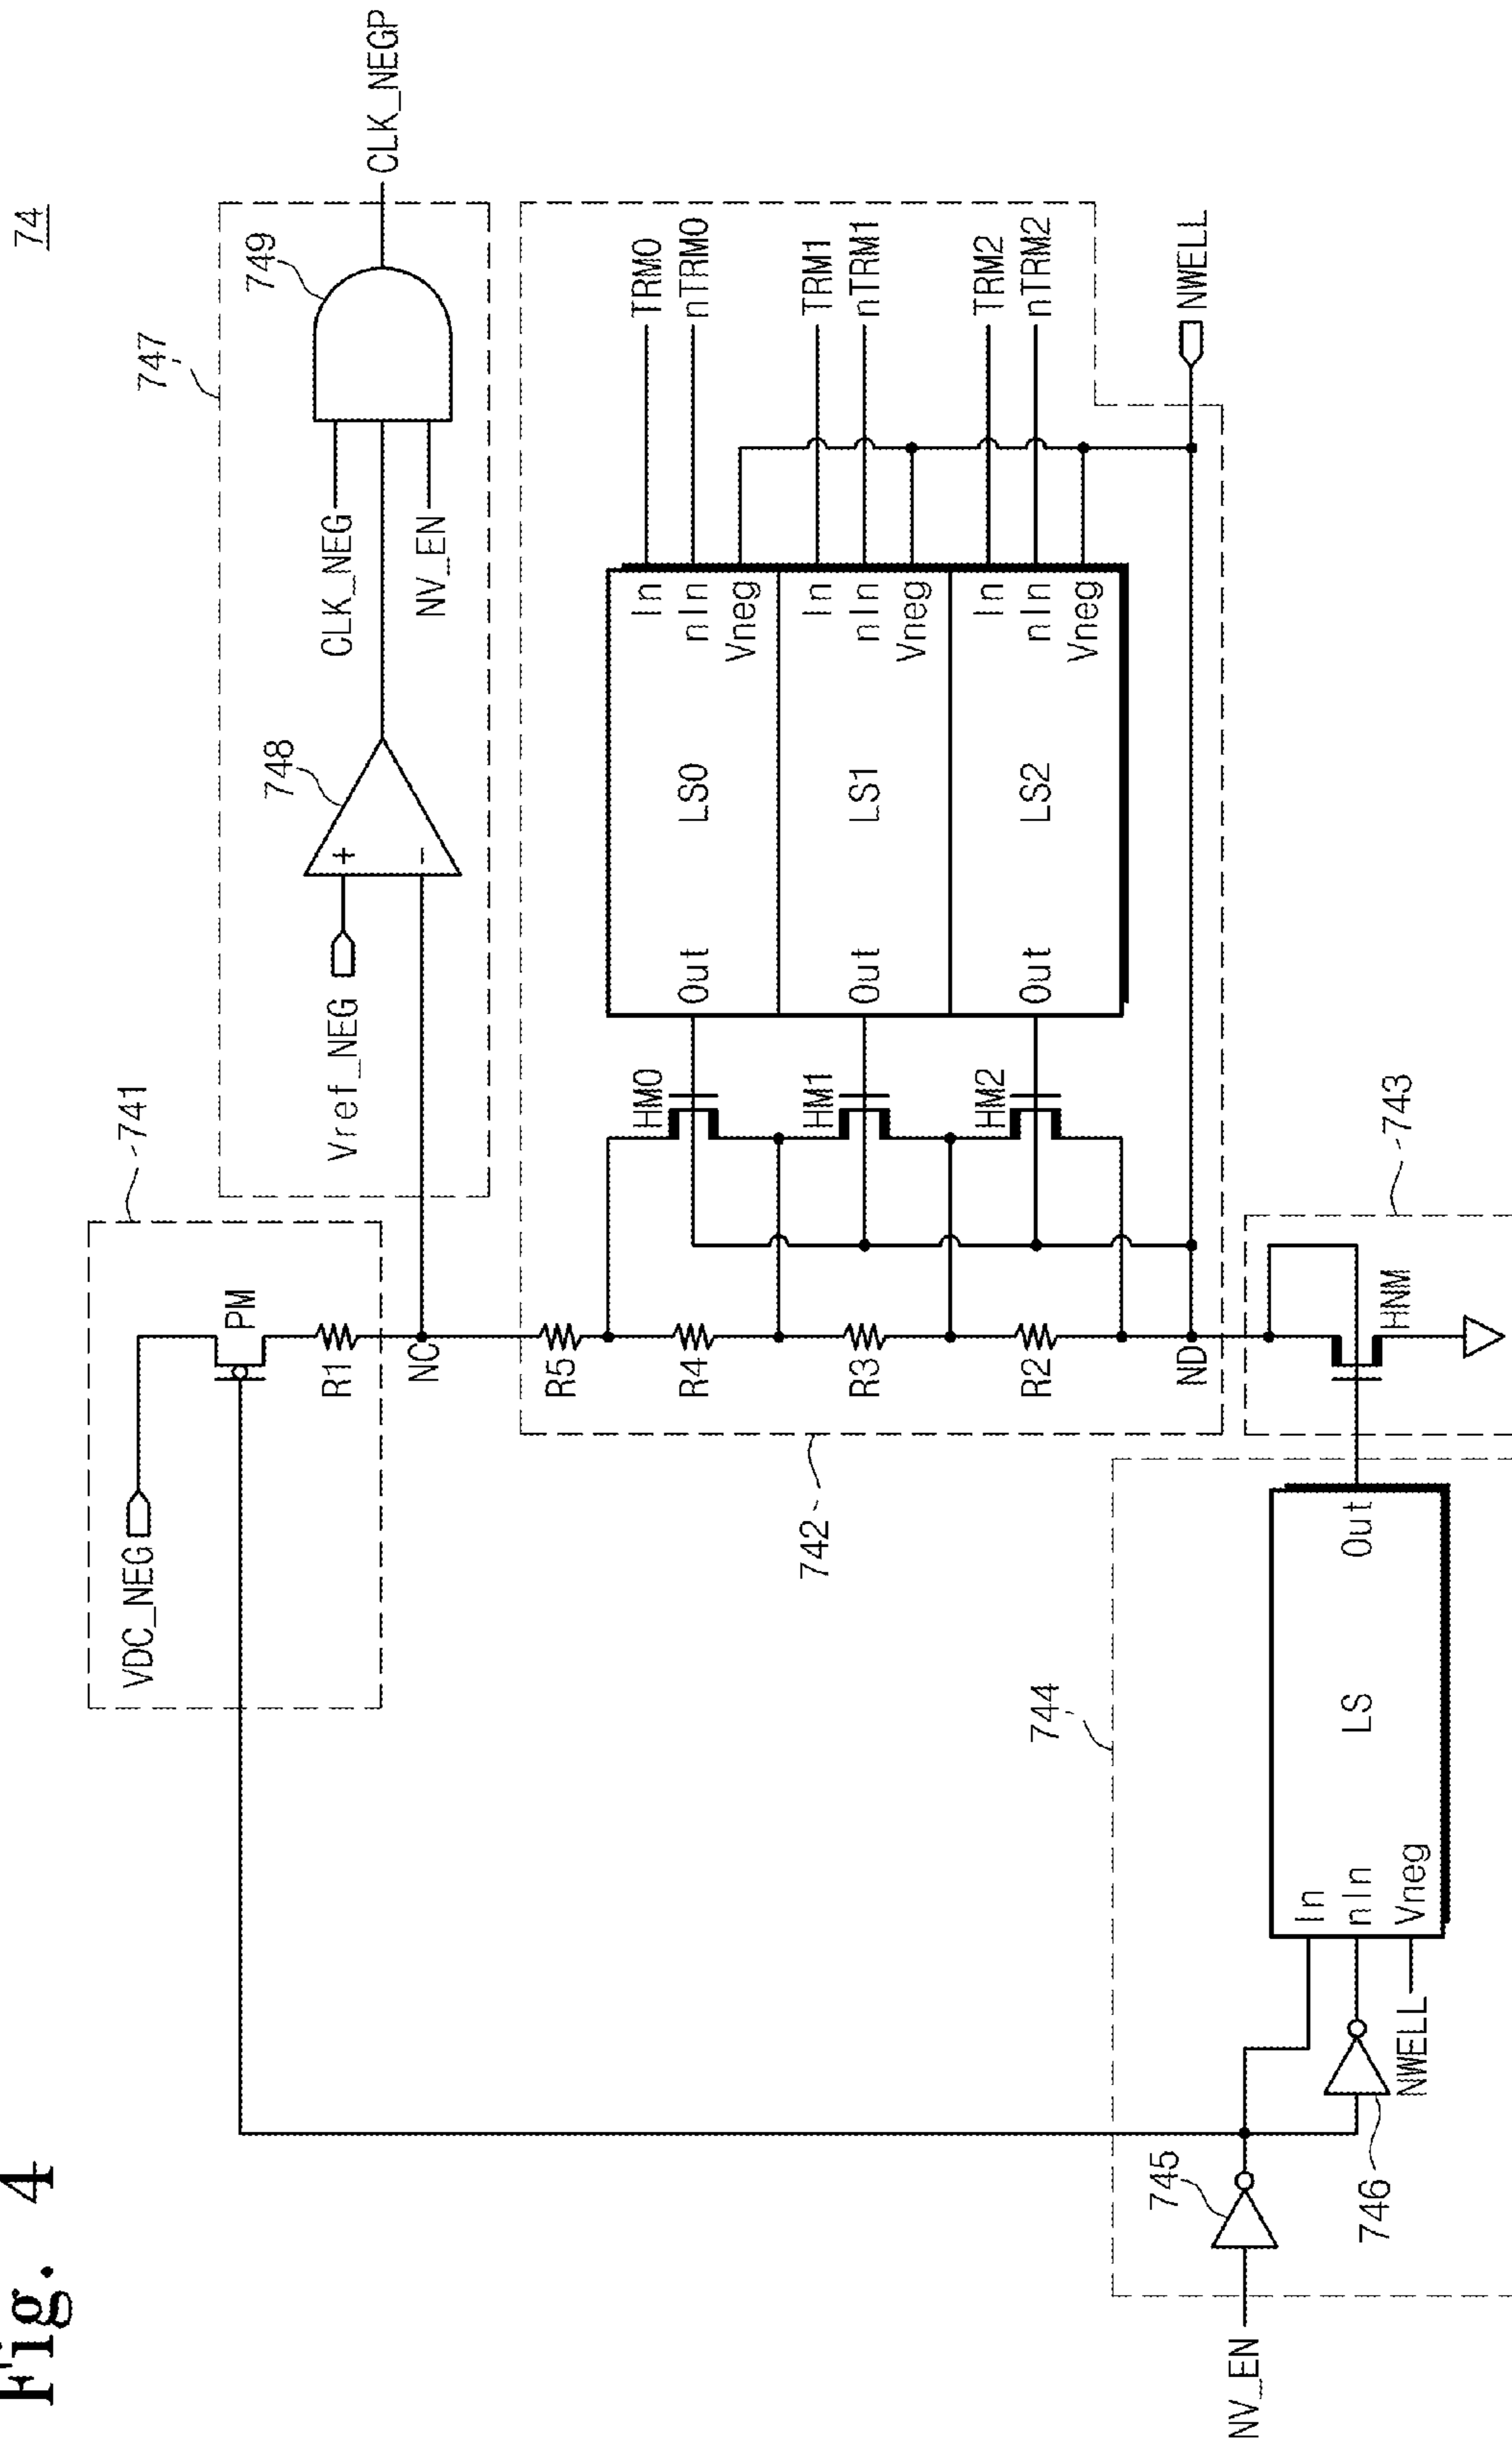 Fig. 4
74
741
VDC_NEG
PM
R1
NC
747
Vref_NEG
+
-
748
CLK_NEG
NV_EN
749
CLK_NEGP
742
R5
R4
R3
R2
ND
HM0
HM1
HM2
Out
LS0
In
nIn
Vneg
Out
LS1
In
nIn
Vneg
Out
LS2
In
nIn
Vneg
TRM0
nTRM0
TRM1
nTRM1
TRM2
nTRM2
NWELL
743
HNM
744
NV_EN
745
746
NWELL
In
nIn
Vneg
LS
Out